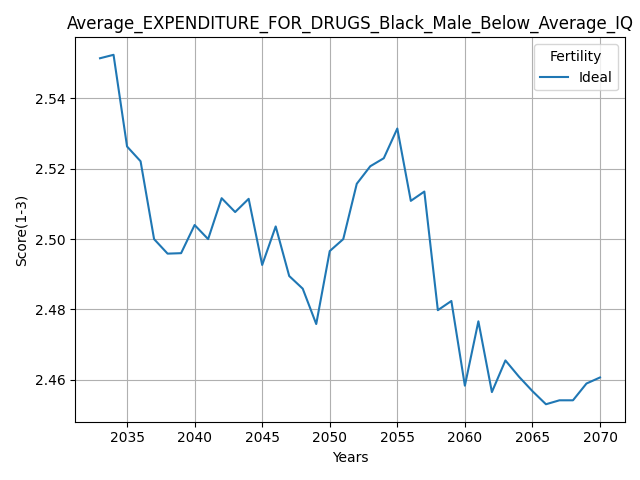 Average_EXPENDITURE_FOR_DRUGS_Black_Male_Below_Average_IQ
Fertility
Ideal
2.54
2.52
2.50
2.48
2.46
Score(1-3)
2035 2040 2045 2050 2055 2060 2065 2070
Years